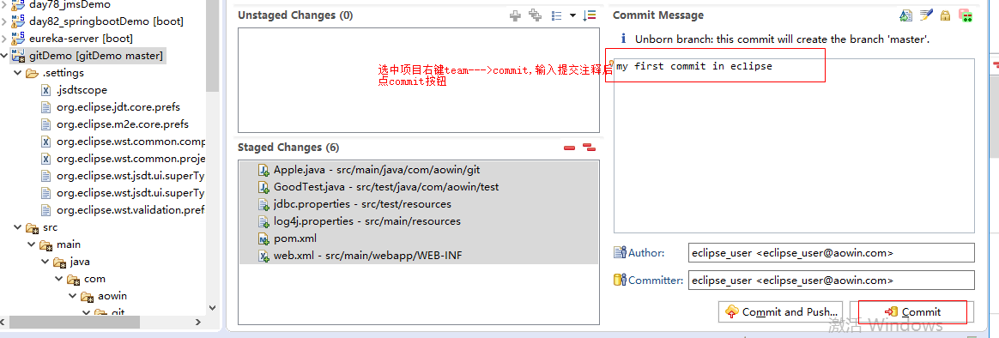 day78_jmsDemo
day82_springbootDemo [boot]
eureka-server [boot]
gitDemo [gitDemo master]
.settings
.jsdtscope
org.eclipse.jdt.core.prefs
org.eclipse.m2e.core.prefs
org.eclipse.wst.common.comp
org.eclipse.wst.common.proje
org.eclipse.wst.jsdt.ui.superTy
org.eclipse.wst.jsdt.ui.superTy
org.eclipse.wst.validation.pref
src
main
java
com
aowin
git
Unstaged Changes (0)
选中项目右键team--->commit,输入提交注释后
点commit按钮
Staged Changes (6)
Apple.java - src/main/java/com/aowin/git
GoodTest.java - src/test/java/com/aowin/test
jdbc.properties - src/test/resources
log4j.properties - src/main/resources
pom.xml
web.xml - src/main/webapp/WEB-INF
Commit Message
Unborn branch: this commit will create the branch 'master'.
my first commit in eclipse
Author: eclipse_user <eclipse_user@aowin.com>
Committer: eclipse_user <eclipse_user@aowin.com>
Commit and Push... Commit
激活 Windows